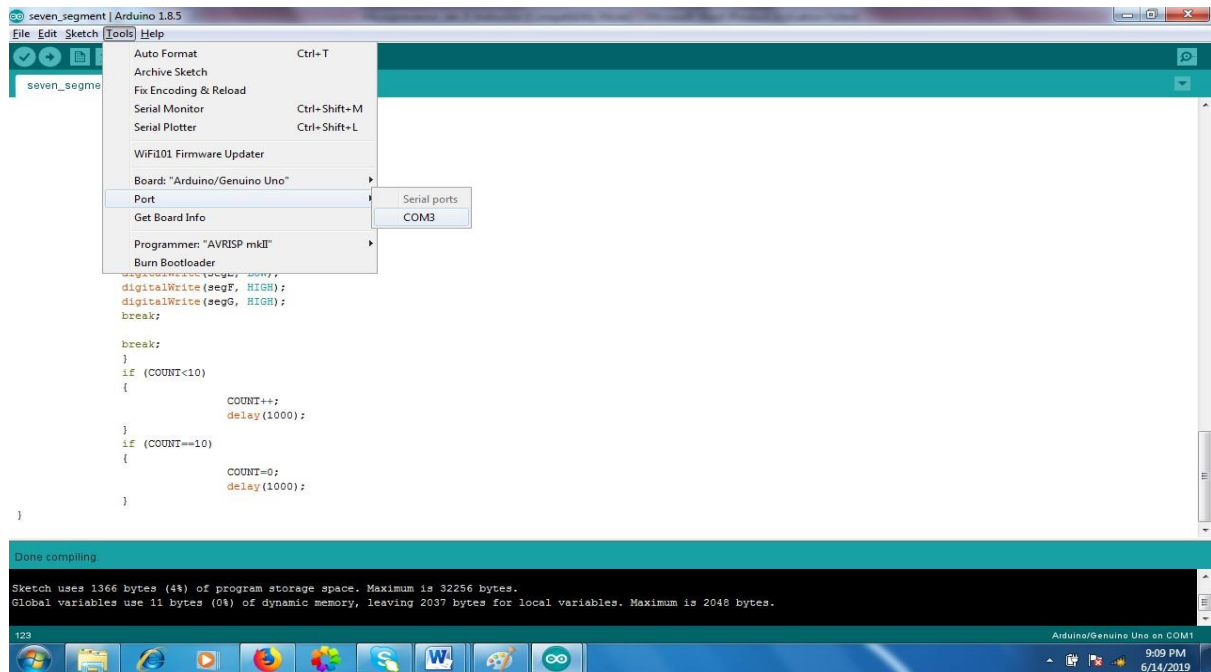 seven_segment | Arduino 1.8.5
File Edit Sketch Tools Help
seven_segme
Auto Format Ctrl+T
Archive Sketch
Fix Encoding & Reload
Serial Monitor Ctrl+Shift+M
Serial Plotter Ctrl+Shift+L
WiFi101 Firmware Updater
Board: "Arduino/Genuino Uno"
Port
Serial ports
Get Board Info
COM3
Programmer: "AVRISP mkII"
Burn Bootloader
digitalWrite(segE, LOW);
digitalWrite(segF, HIGH);
digitalWrite(segG, HIGH);
break;
break;
}
if (COUNT<10)
{
COUNT++;
delay(1000);
}
if (COUNT==10)
{
COUNT=0;
delay(1000);
}
}
Done compiling.
Sketch uses 1366 bytes (4%) of program storage space. Maximum is 32256 bytes.
Global variables use 11 bytes (0%) of dynamic memory, leaving 2037 bytes for local variables. Maximum is 2048 bytes.
123
Arduino/Genuino Uno on COM1
9:09 PM
6/14/2019